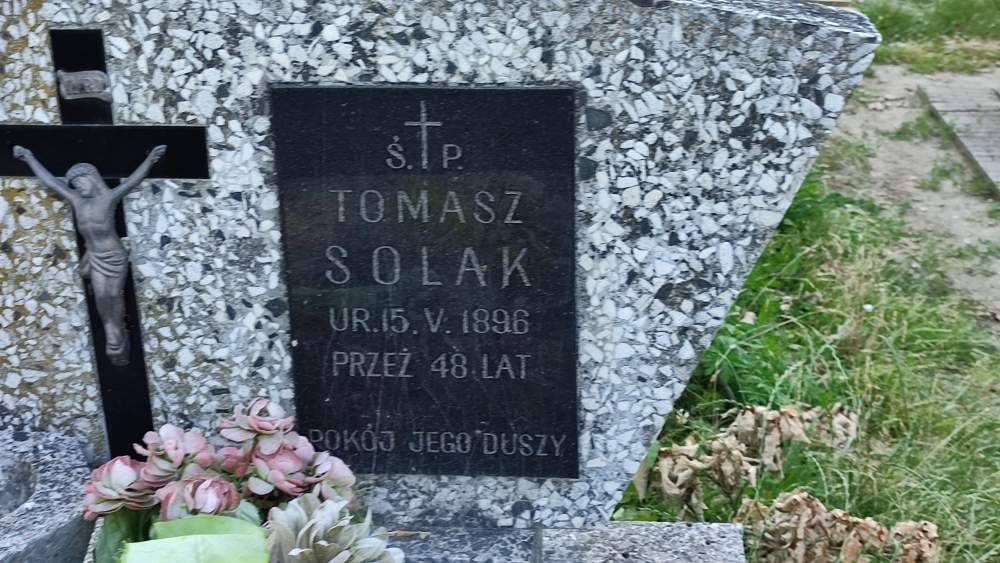 Ś. P.
TOMASZ
SOLAK
UR. 15. V. 1896
PRZEŻ 48 LAT
POKÓJ JEGO DUSZY